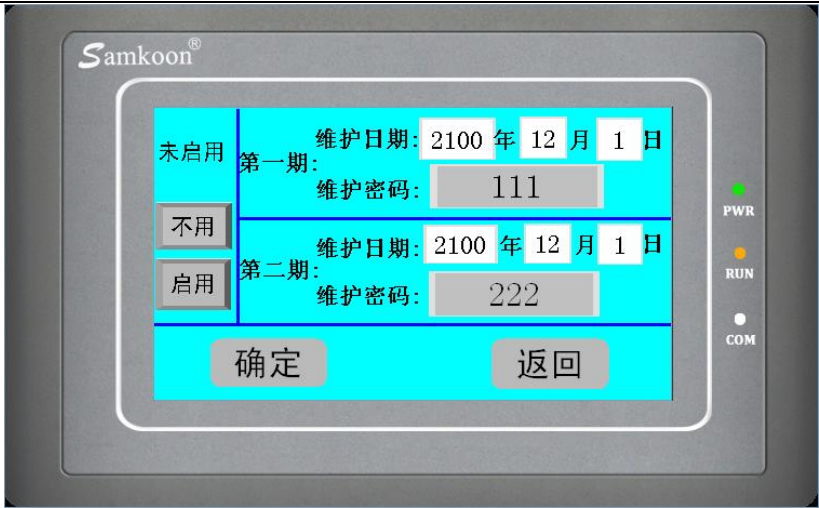 Samkoon®
未启用
第一期:
维护日期: 2100 年 12 月 1 日
维护密码: 111
不用
启用
第二期:
维护日期: 2100 年 12 月 1 日
维护密码: 222
确定
返回
PWR
RUN
COM